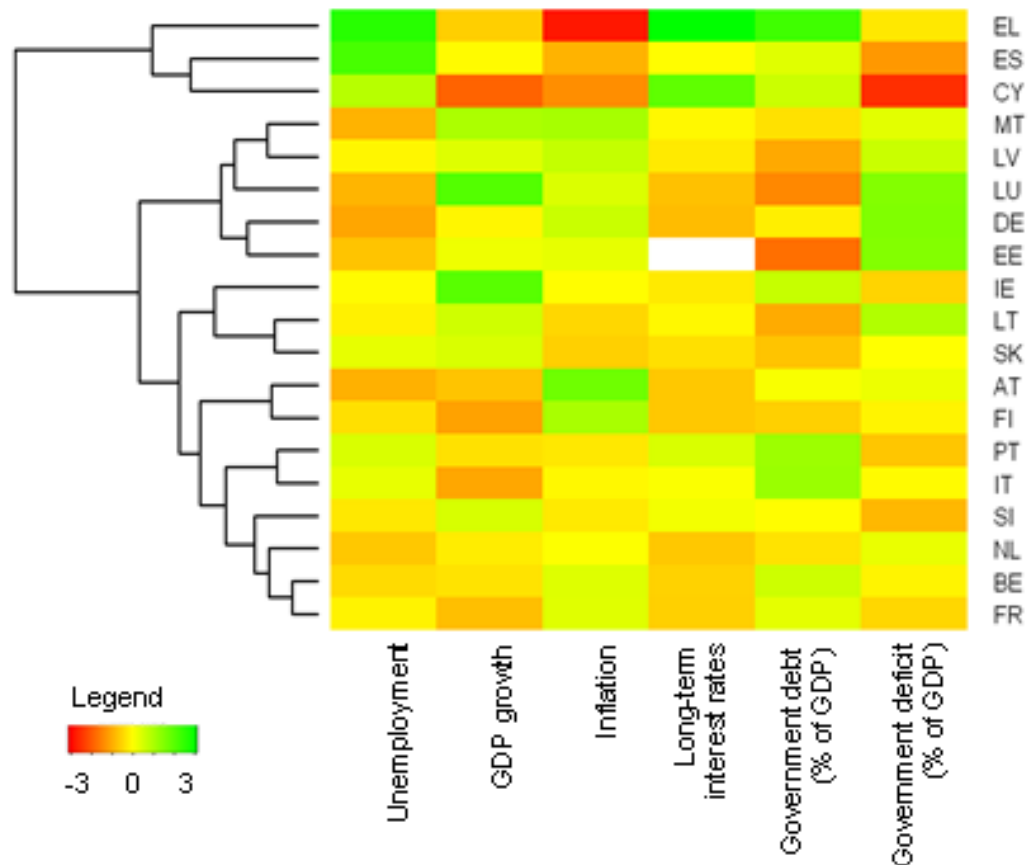 EL
ES
CY
MT
LV
LU
DE
EE
IE
LT
SK
AT
FI
PT
IT
SI
NL
BE
FR
Unemployment
GDP growth
Inflation
Long-term
interest rates
Government debt
(% of GDP)
Government deficit
(% of GDP)
Legend
-3 0 3